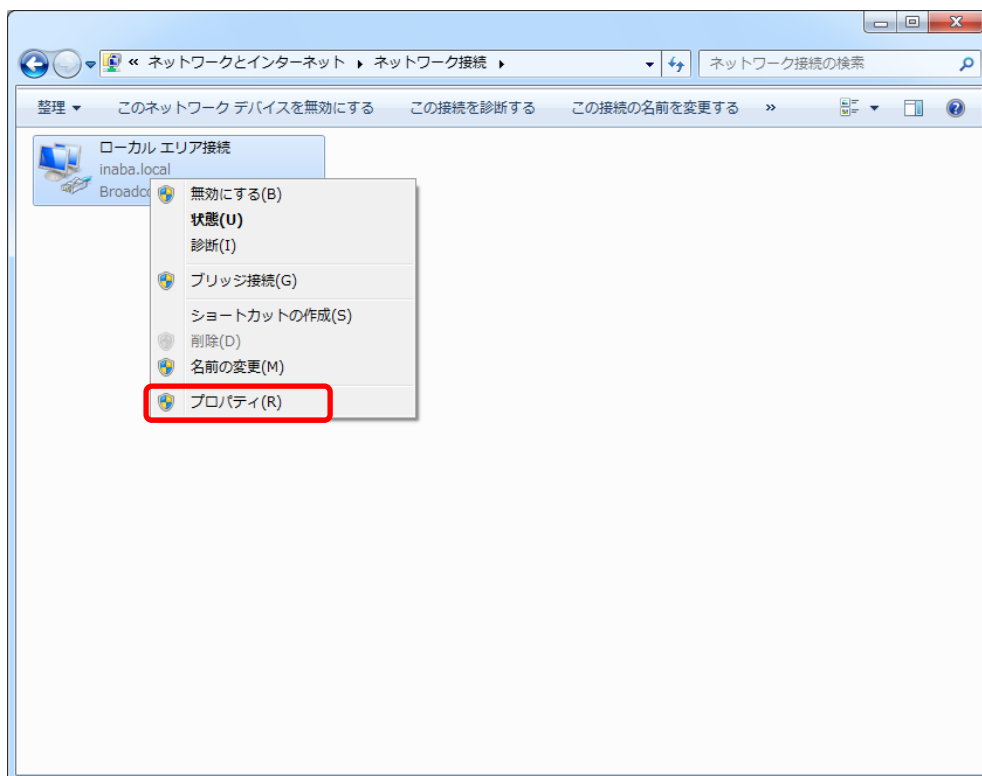 « ネットワークとインターネット ▸ ネットワーク接続 ▸ ネットワーク接続の検索
整理 ▼ このネットワーク デバイスを無効にする この接続を診断する この接続の名前を変更する »
ローカル エリア接続
inaba.local
無効にする(B)
状態(U)
診断(I)
ブリッジ接続(G)
ショートカットの作成(S)
削除(D)
名前の変更(M)
プロパティ(R)